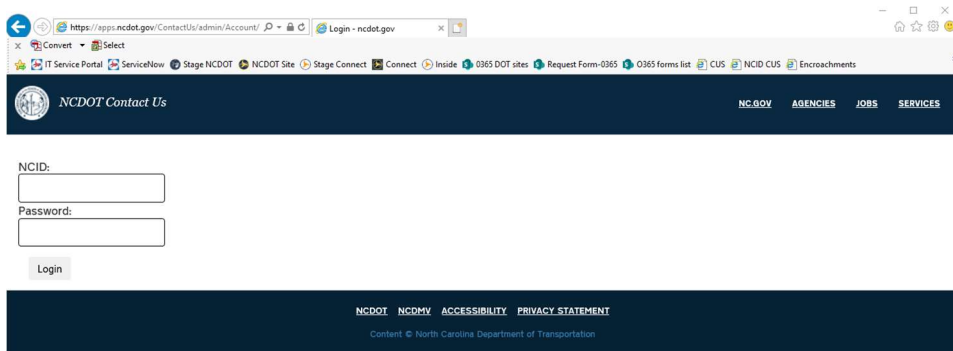 https://apps.ncdot.gov/ContactUs/admin/Account/
Login - ncdot.gov
Convert Select
IT Service Portal ServiceNow Stage NCDOT NCDOT Site Stage Connect Connect Inside 0365 DOT sites Request Form-0365 O365 forms list CUS NCID CUS Encroachments
NCDOT Contact Us
NC.GOV AGENCIES JOBS SERVICES
NCID:
Password:
Login
NCDOT NCDMV ACCESSIBILITY PRIVACY STATEMENT
Content © North Carolina Department of Transportation